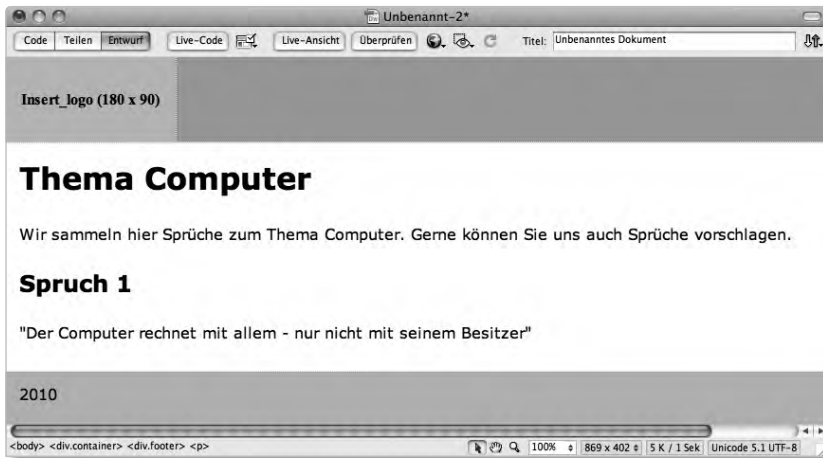 Unbenannt-2*
Code Teilen Entwurf Live-Code Live-Ansicht Überprüfen Titel: Unbenanntes Dokument
Insert_logo (180 x 90)
Thema Computer
Wir sammeln hier Sprüche zum Thema Computer. Gerne können Sie uns auch Sprüche vorschlagen.
Spruch 1
"Der Computer rechnet mit allem - nur nicht mit seinem Besitzer"
2010
<body> <div.container> <div.footer> <p> 100% 869 x 402 5 K / 1 Sek Unicode 5.1 UTF-8